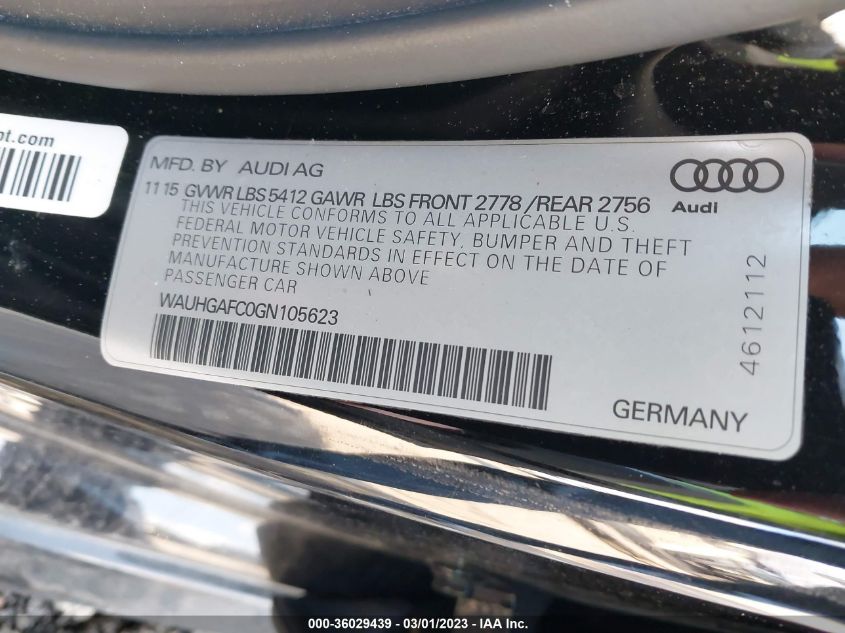 pt.com
MFD. BY AUDI AG
11 15 GVWR LBS 5412 GAWR LBS FRONT 2778 /REAR 2756
THIS VEHICLE CONFORMS TO ALL APPLICABLE U.S.
FEDERAL MOTOR VEHICLE SAFETY, BUMPER AND THEFT
PREVENTION STANDARDS IN EFFECT ON THE DATE OF
MANUFACTURE SHOWN ABOVE
PASSENGER CAR
WAUHGAFC0GN105623
Audi
4612112
GERMANY
000-36029439 - 03/01/2023 - IAA Inc.